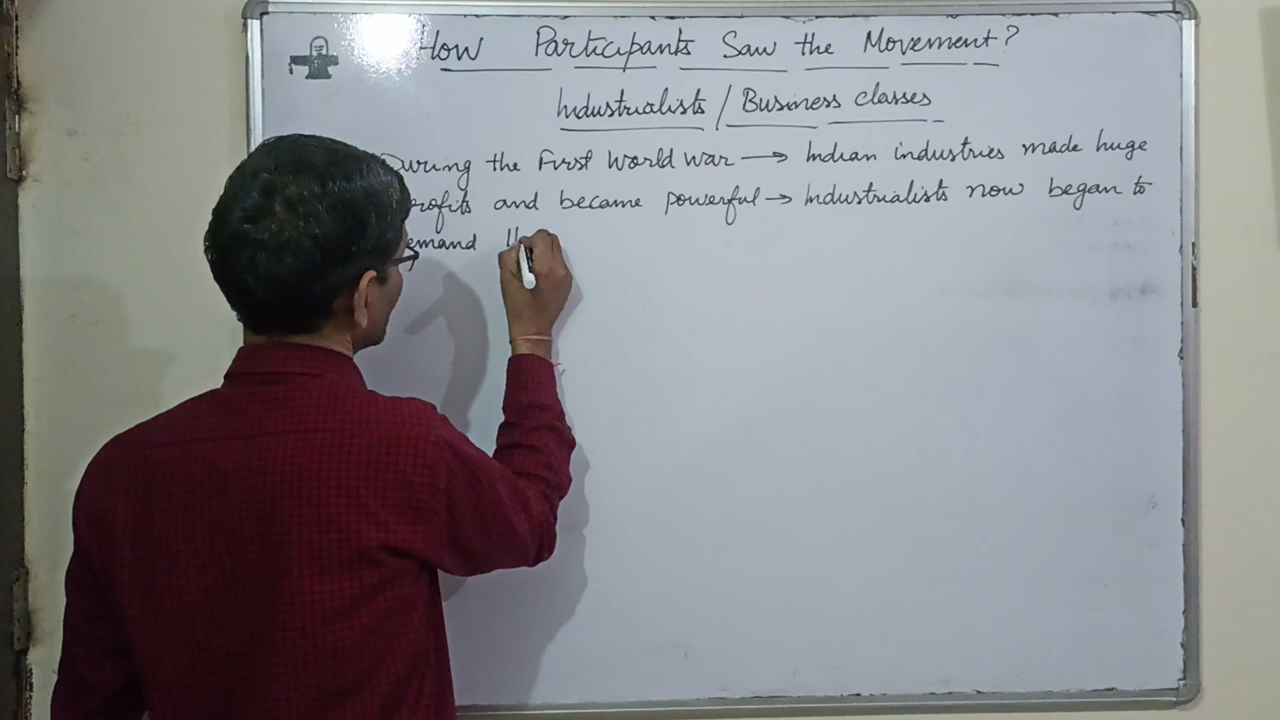 How Participants Saw the Movement?
Industrialists / Business classes
During the First World War → Indian industries made huge
profits and became powerful → Industrialists now began to
demand